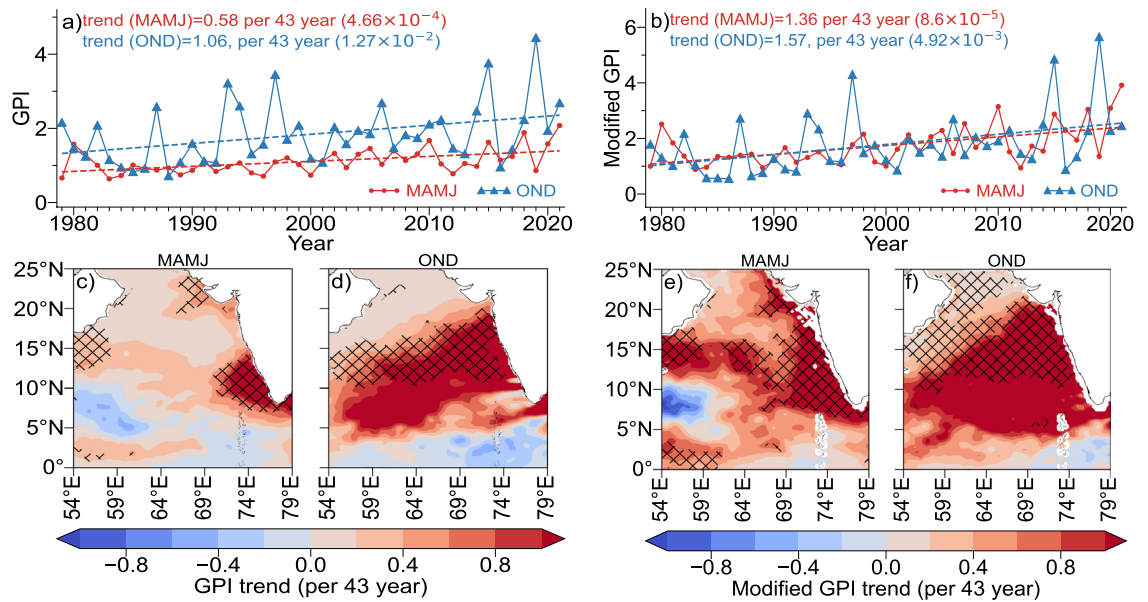 a) trend (MAMJ)=0.58 per 43 year (4.66×10⁻⁴)
trend (OND)=1.06, per 43 year (1.27×10⁻²)
GPI
4
2
0
MAMJ OND
1980 1990 2000 2010 2020
Year
b) trend (MAMJ)=1.36 per 43 year (8.6×10⁻⁵)
trend (OND)=1.57, per 43 year (4.92×10⁻³)
Modified GPI
6
4
2
0
MAMJ OND
1980 1990 2000 2010 2020
Year
MAMJ OND
25°N c) d)
20°N
15°N
10°N
5°N
0°
54°E 59°E 64°E 69°E 74°E 79°E 54°E 59°E 64°E 69°E 74°E 79°E
−0.8 −0.4 0.0 0.4 0.8
GPI trend (per 43 year)
MAMJ OND
25°N e) f)
20°N
15°N
10°N
5°N
0°
54°E 59°E 64°E 69°E 74°E 79°E 54°E 59°E 64°E 69°E 74°E 79°E
−0.8 −0.4 0.0 0.4 0.8
Modified GPI trend (per 43 year)